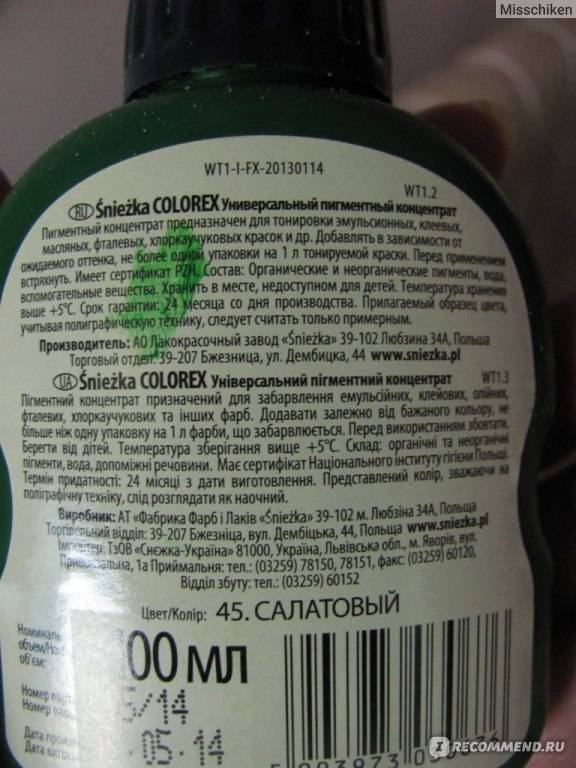 Misschiken
WT1-I-FX-20130114
WT1.2
RU Śnieżka COLOREX Универсальный пигментный концентрат
Пигментный концентрат предназначен для тонировки эмульсионных, клеевых,
масляных, фталевых, хлоркаучуковых красок и др. Добавлять в зависимости от
ожидаемого оттенка, не более одной упаковки на 1 л тонируемой краски. Перед применением
встряхнуть. Имеет сертификат PZH. Состав: Органические и неорганические пигменты, вода,
вспомогательные вещества. Хранить в месте, недоступном для детей. Температура хранения
выше +5°C. Срок гарантии: 24 месяца со дня производства. Прилагаемый образец цвета,
учитывая полиграфическую технику, следует считать только примерным.
Производитель: АО Лакокрасочный завод «Śnieżka» 39-102 Любзина 34А, Польша
Торговый отдел: 39-207 Бжезница, ул. Дембицка, 44 www.sniezka.pl
UA Śnieżka COLOREX Універсальний пігментний концентрат
WT1.3
Пігментний концентрат призначений для забарвлення емульсійних, клейових, олійних,
фталевих, хлоркаучукових та інших фарб. Додавати залежно від бажаного кольору, не
більше ніж одну упаковку на 1 л фарби, що забарвлюється. Перед використанням збовтати.
Берегти від дітей. Температура зберігання вище +5°C. Склад: органічні та неорганічні
пігменти, вода, допоміжні речовини. Має сертифікат Національного інституту гігієни Польщі.
Термін придатності: 24 місяці з дати виготовлення. Представлений колір, зважаючи на
поліграфічну техніку, слід розглядати як наочний.
Виробник: АТ «Фабрика Фарб і Лаків «Śnieżka» 39-102 м. Любзіна 34А, Польща
Торгівельний відділ: 39-207 Бжезніца, вул. Дембіцька, 44, Польща www.sniezka.pl
Імпортер: ТзОВ «Снєжка-Україна» 81000, Україна, Львівська обл., м. Яворів, вул.
Привокзальна, 1а Приймальня: тел.: (03259) 78150, 78151, факс: (03259) 60120,
Відділ збуту: тел.: (03259) 60152
Цвет/Колір: 45. САЛАТОВЫЙ
100 мл
об'єм:
5/14
05 14
I RECOMMEND.RU